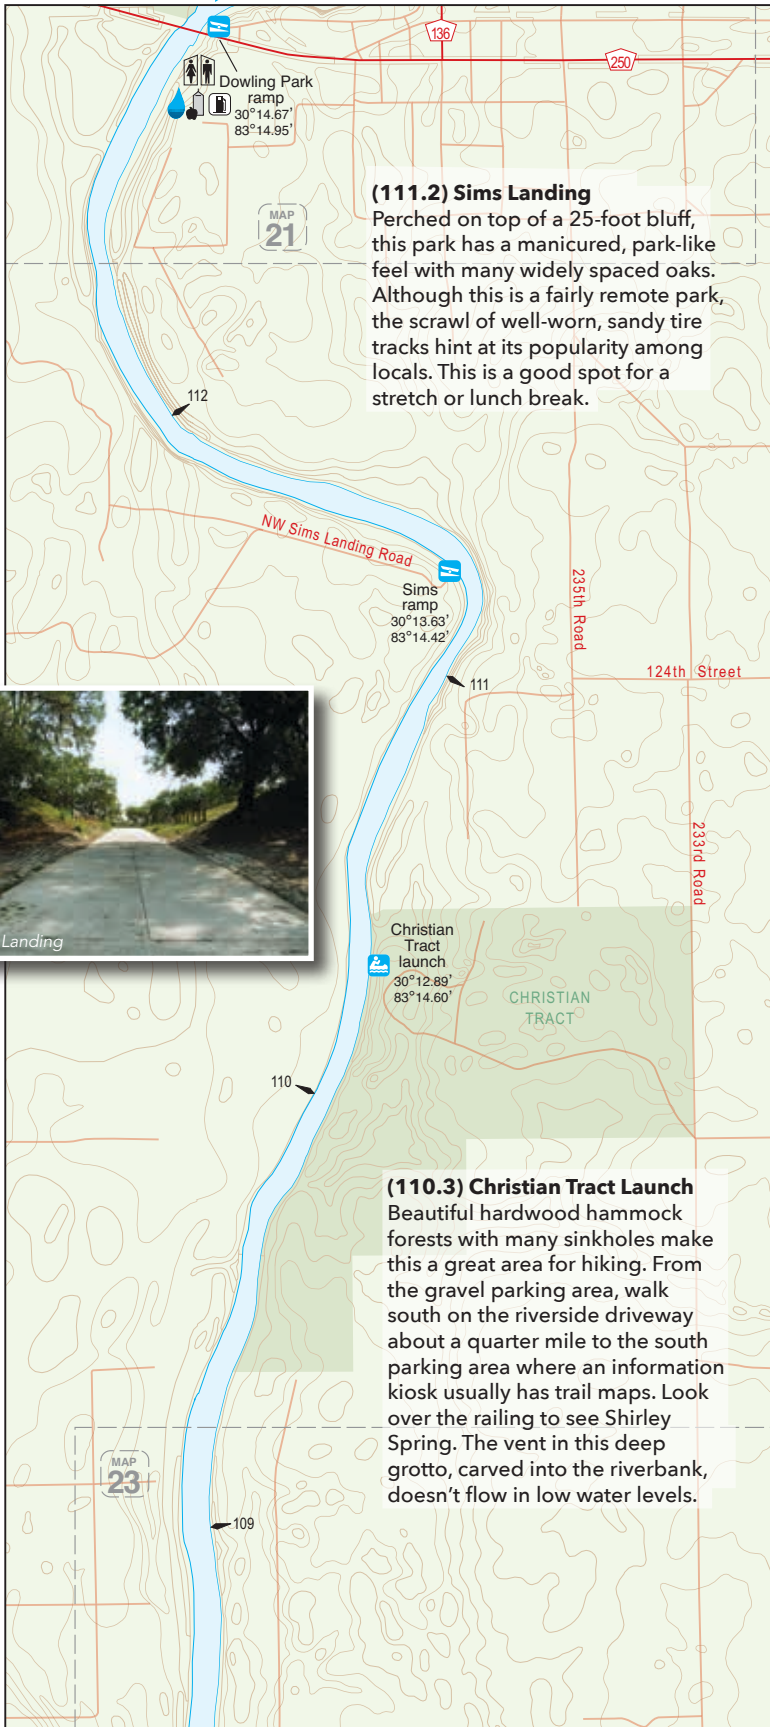 136
250
Dowling Park
ramp
30°14.67’
83°14.95’
(111.2) Sims Landing
Perched on top of a 25-foot bluff,
this park has a manicured, park-like
feel with many widely spaced oaks.
Although this is a fairly remote park,
the scrawl of well-worn, sandy tire
tracks hint at its popularity among
locals. This is a good spot for a
stretch or lunch break.
MAP
21
112
NW Sims Landing Road
Sims
ramp
30°13.63’
83°14.42’
235th Road
124th Street
111
233rd Road
Landing
Christian
Tract
launch
30°12.89’
83°14.60’
CHRISTIAN
TRACT
110
(110.3) Christian Tract Launch
Beautiful hardwood hammock
forests with many sinkholes make
this a great area for hiking. From
the gravel parking area, walk
south on the riverside driveway
about a quarter mile to the south
parking area where an information
kiosk usually has trail maps. Look
over the railing to see Shirley
Spring. The vent in this deep
grotto, carved into the riverbank,
doesn’t flow in low water levels.
MAP
23
109